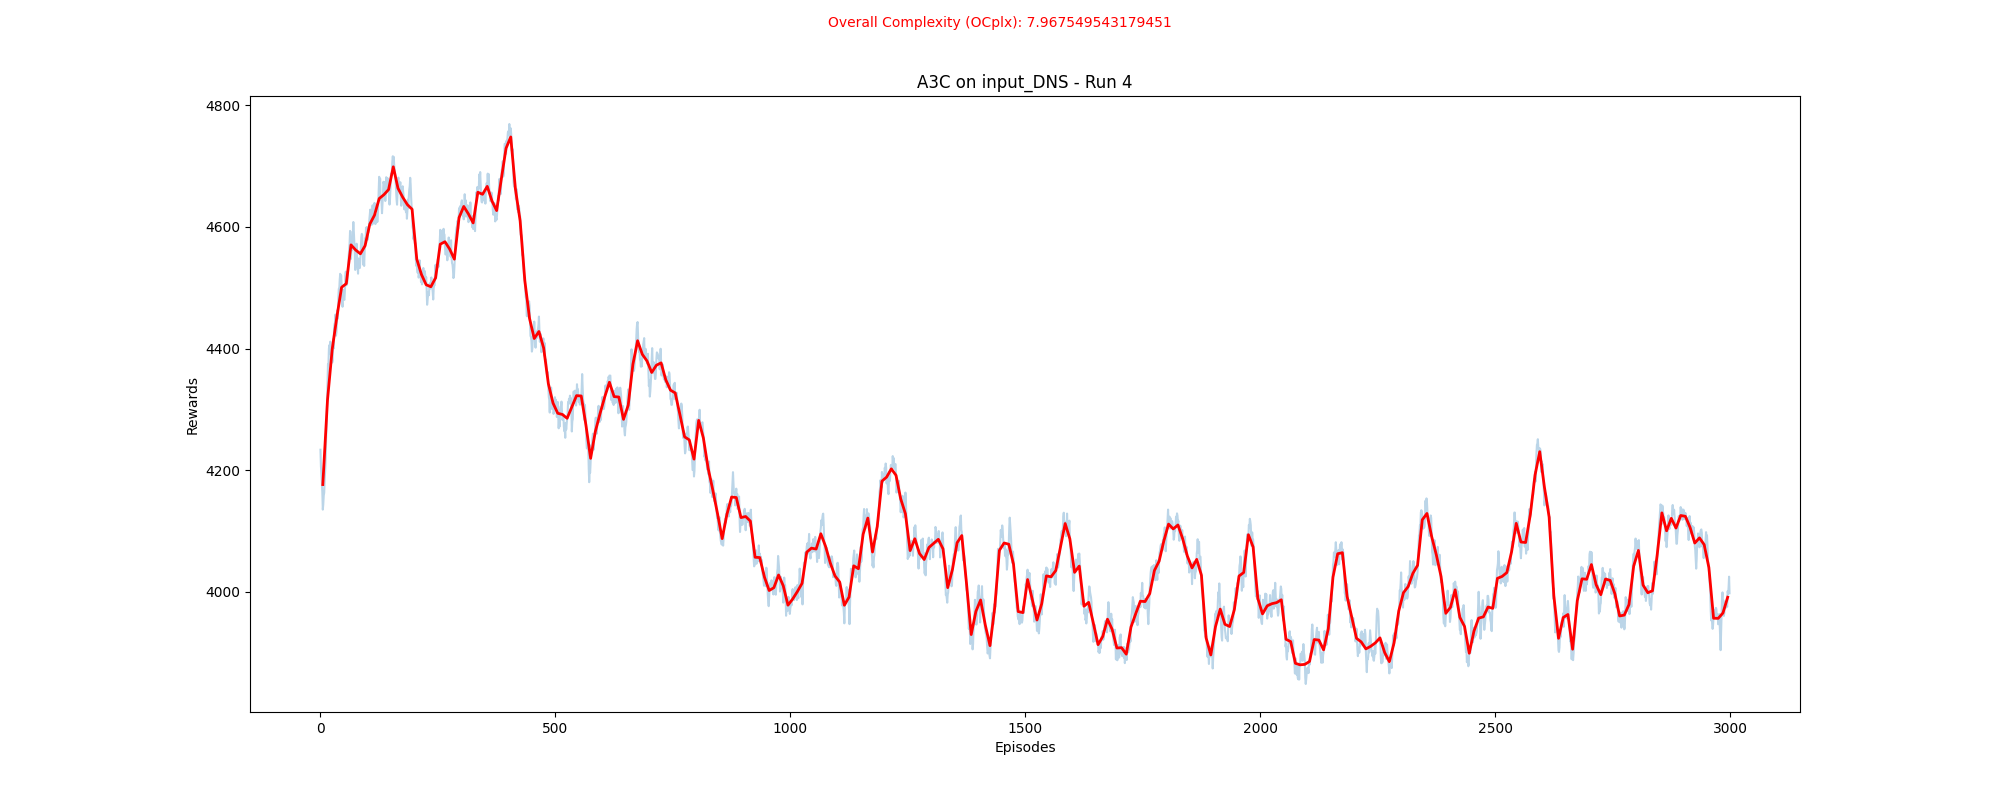 Overall Complexity (OCplx): 7.967549543179451
A3C on input_DNS - Run 4
4800
4600
4400
4200
4000
Rewards
0 500 1000 1500 2000 2500 3000
Episodes